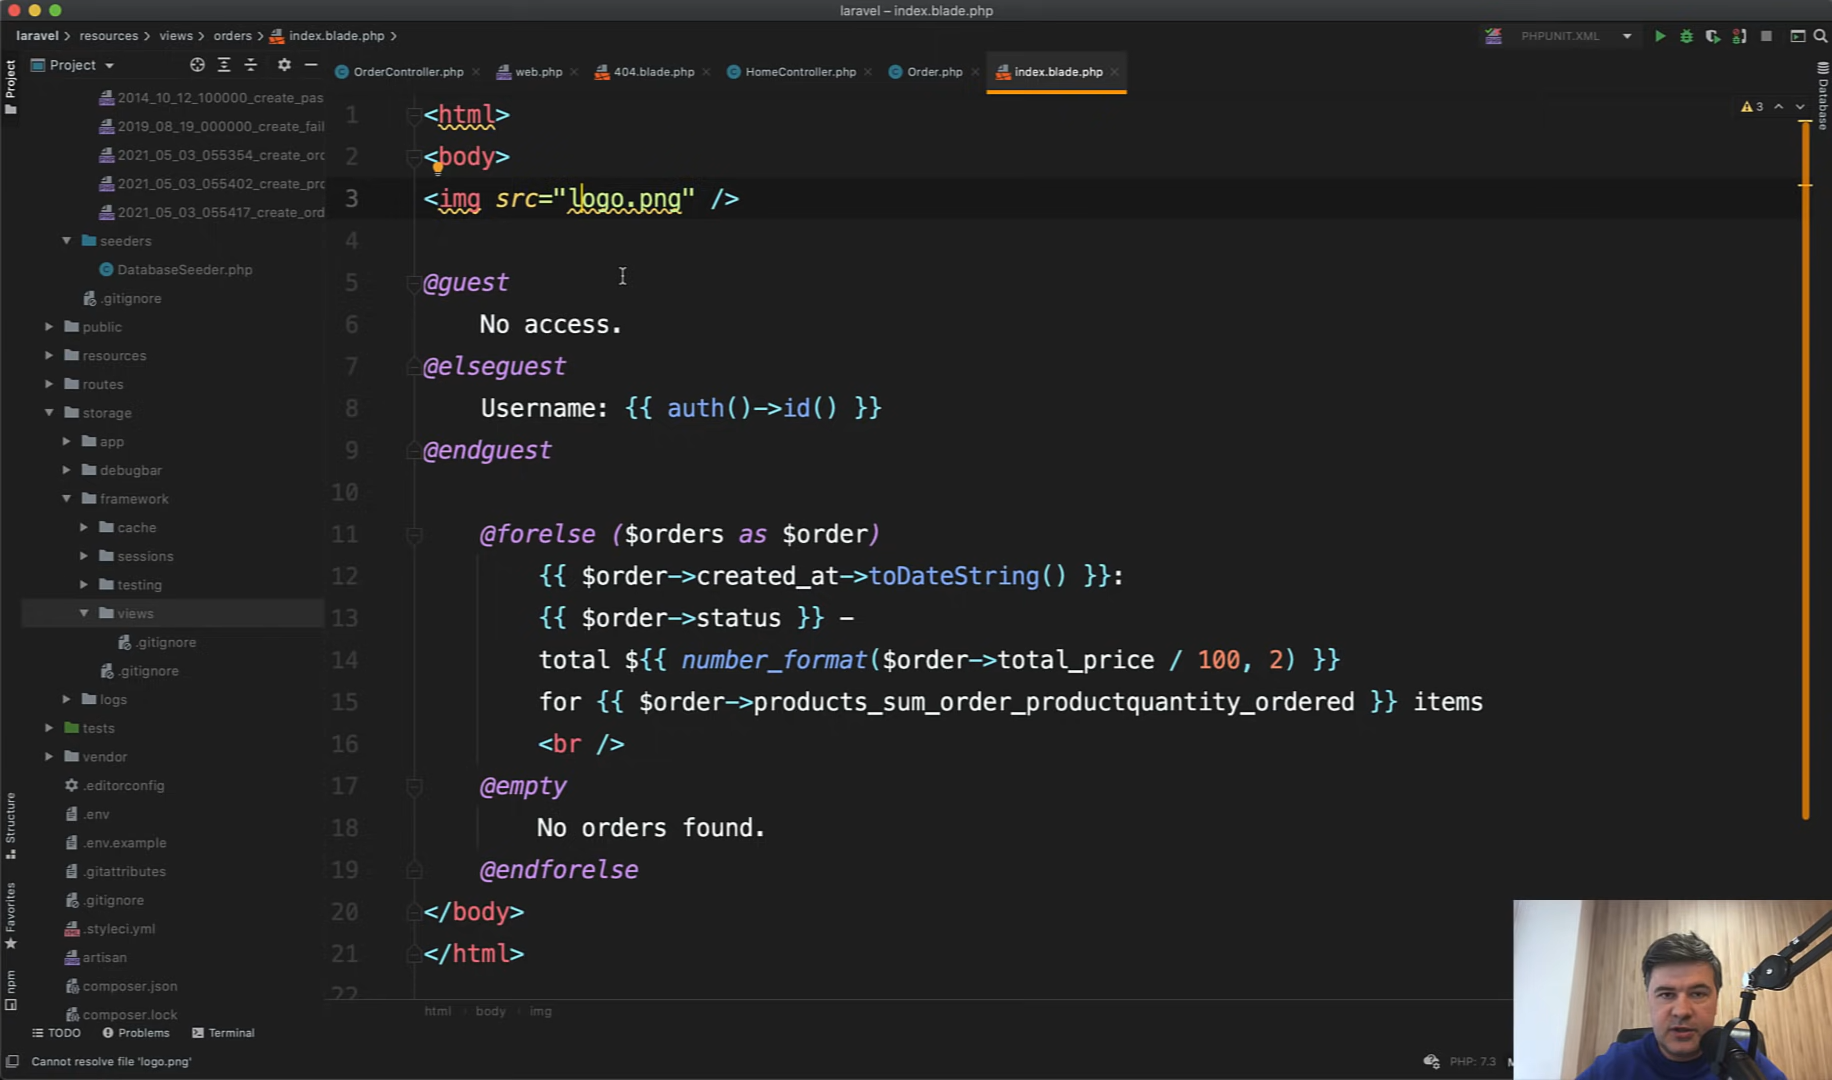 laravel – index.blade.php
laravel > resources > views > orders > index.blade.php >
PHPUNIT.XML
Project
OrderController.php
web.php
404.blade.php
HomeController.php
Order.php
index.blade.php
Project
Structure
Favorites
npm
Database
3
2014_10_12_100000_create_pas
2019_08_19_000000_create_fail
2021_05_03_055354_create_orc
2021_05_03_055402_create_pro
2021_05_03_055417_create_ord
seeders
DatabaseSeeder.php
.gitignore
public
resources
routes
storage
app
debugbar
framework
cache
sessions
testing
views
.gitignore
.gitignore
logs
tests
vendor
.editorconfig
.env
.env.example
.gitattributes
.gitignore
.styleci.yml
artisan
composer.json
composer.lock
1 <html>
2 <body>
3 <img src="logo.png" />
4
5 @guest
6 No access.
7 @elseguest
8 Username: {{ auth()->id() }}
9 @endguest
10
11 @forelse ($orders as $order)
12 {{ $order->created_at->toDateString() }}:
13 {{ $order->status }} –
14 total ${{ number_format($order->total_price / 100, 2) }}
15 for {{ $order->products_sum_order_productquantity_ordered }} items
16 <br />
17 @empty
18 No orders found.
19 @endforelse
20 </body>
21 </html>
22
html body img
TODO
Problems
Terminal
Cannot resolve file 'logo.png'
PHP: 7.3